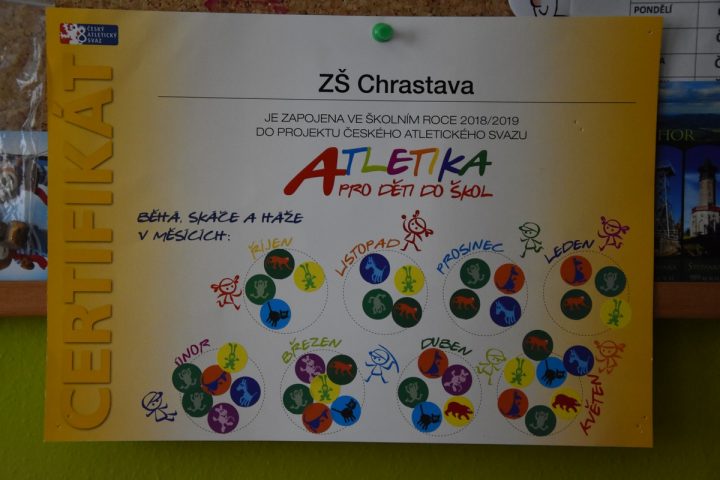 PONDĚLÍ
ČESKÝ
ATLETICKÝ
SVAZ
CERTIFIKÁT
ZŠ Chrastava
JE ZAPOJENA VE ŠKOLNÍM ROCE 2018/2019
DO PROJEKTU ČESKÉHO ATLETICKÉHO SVAZU
ATLETIKA
PRO DĚTI DO ŠKOL
BĚHÁ, SKÁČE A HÁŽE
V MĚSÍCÍCH:
ŘÍJEN
LISTOPAD
PROSINEC
LEDEN
ÚNOR
BŘEZEN
DUBEN
KVĚTEN